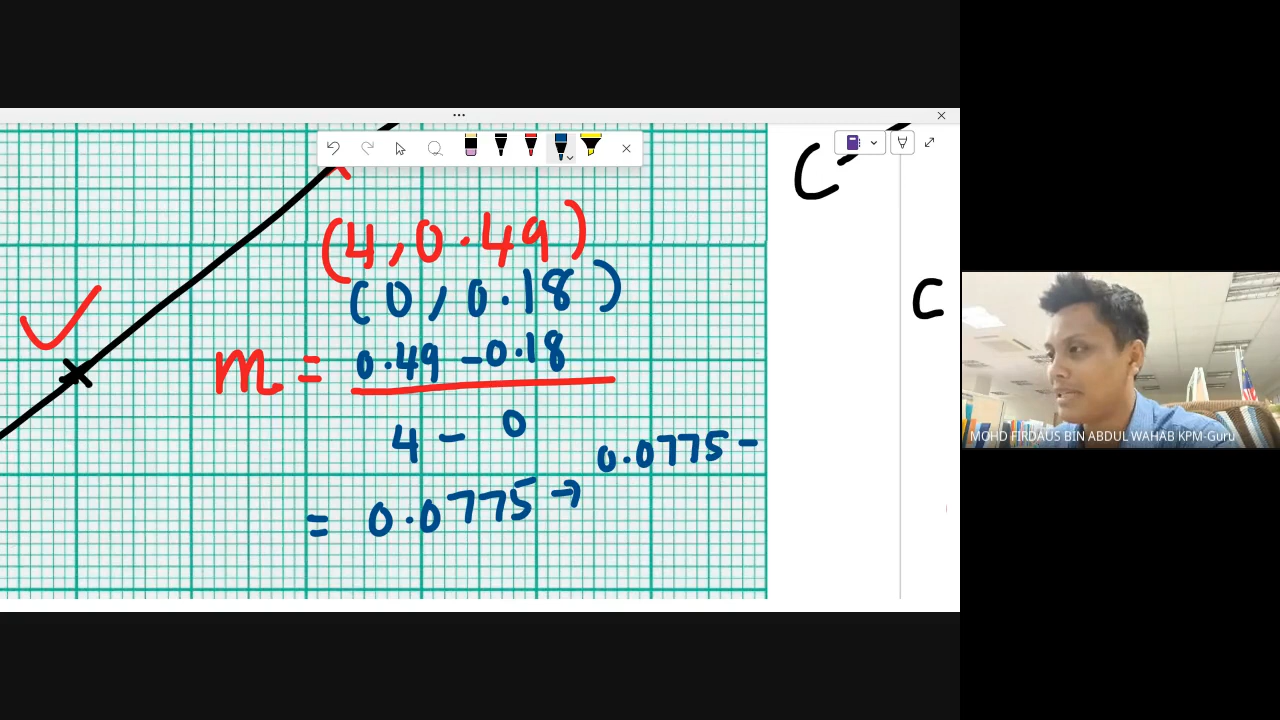 (4, 0.49)
(0, 0.18)
m = 0.49 - 0.18
4 - 0
0.0775 -
= 0.0775 →
C
C
MOHD FIRDAUS BIN ABDUL WAHAB KPM-Guru